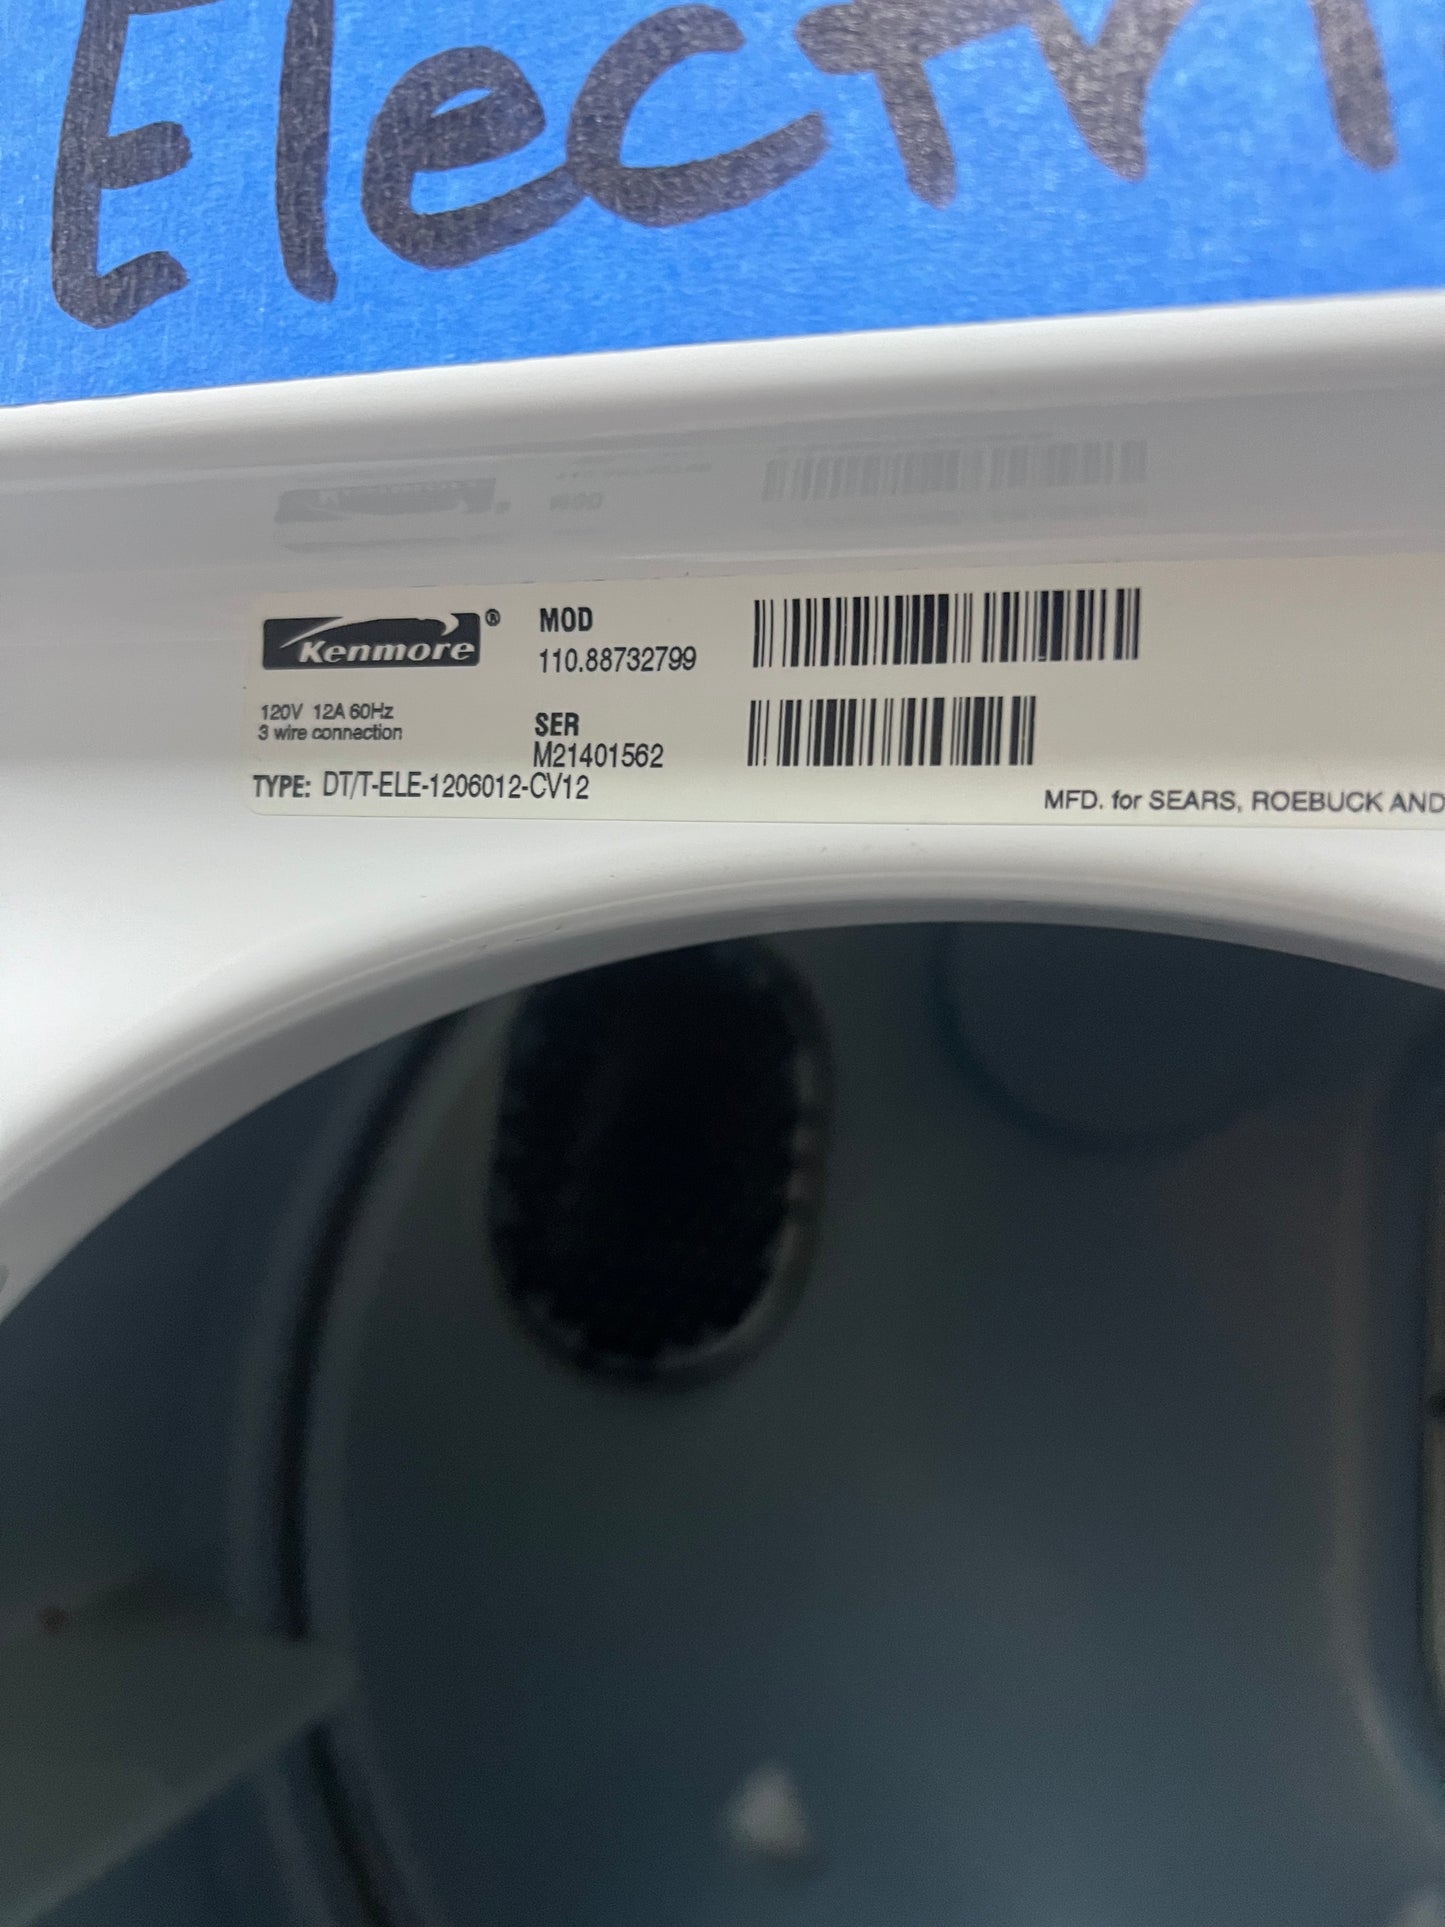 Electri
Kenmore®
MOD
110.88732799
120V 12A 60Hz
3 wire connection
SER
M21401562
TYPE: DT/T-ELE-1206012-CV12
MFD. for SEARS, ROEBUCK AND